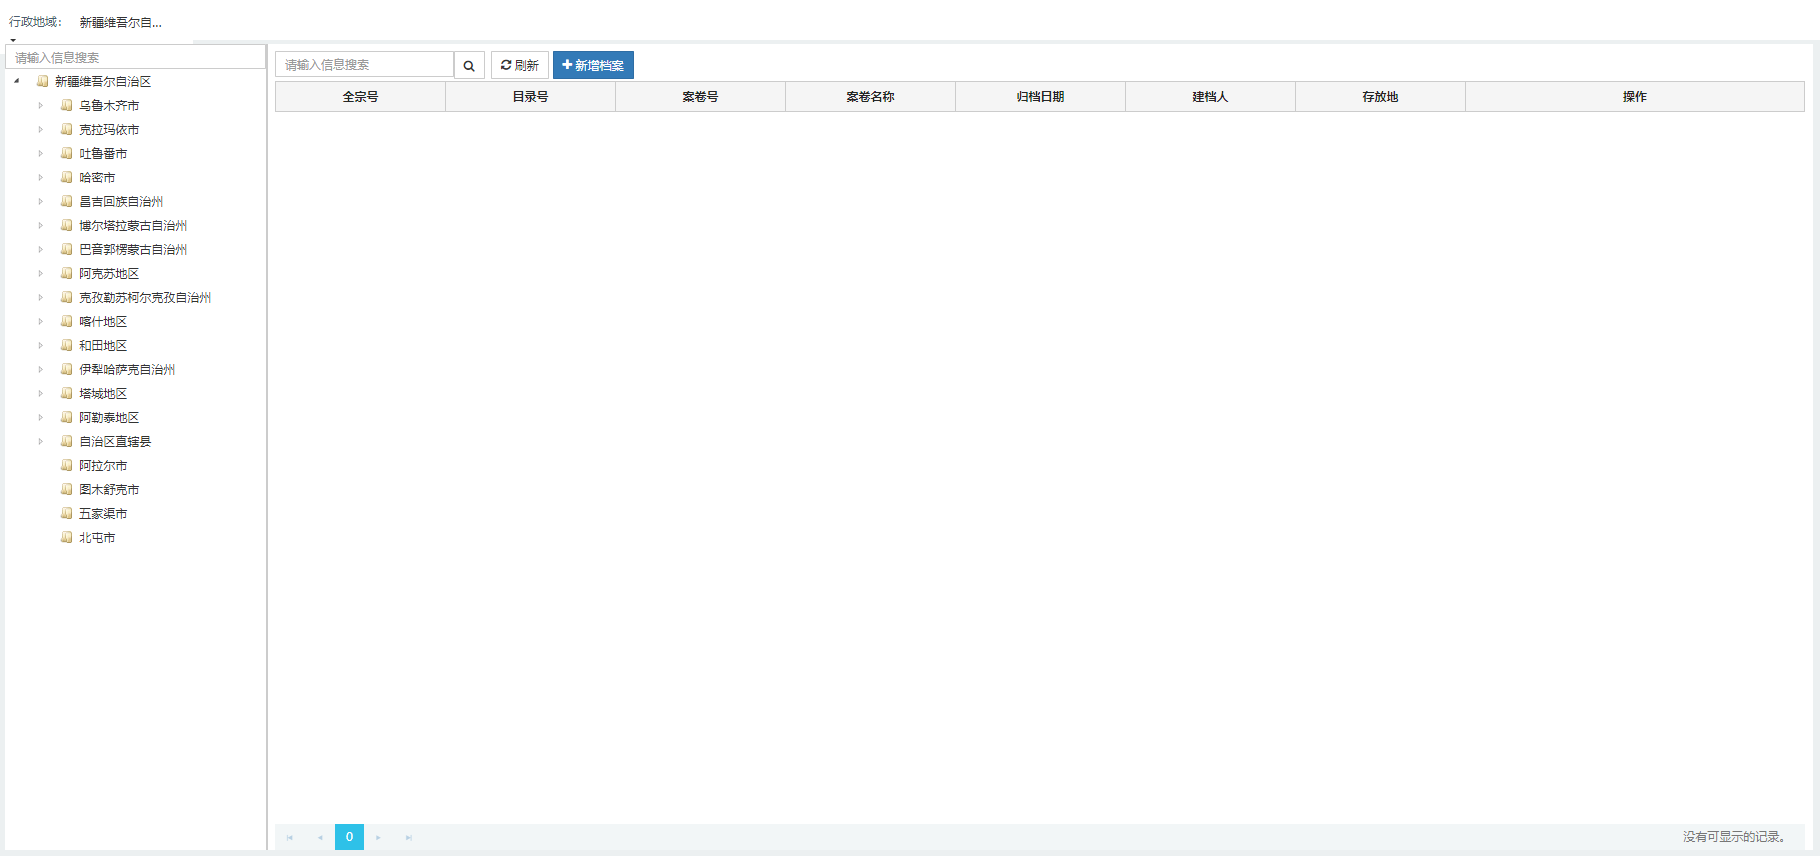 行政地域: 新疆维吾尔自...
请输入信息搜索
新疆维吾尔自治区
乌鲁木齐市
克拉玛依市
吐鲁番市
哈密市
昌吉回族自治州
博尔塔拉蒙古自治州
巴音郭楞蒙古自治州
阿克苏地区
克孜勒苏柯尔克孜自治州
喀什地区
和田地区
伊犁哈萨克自治州
塔城地区
阿勒泰地区
自治区直辖县
阿拉尔市
图木舒克市
五家渠市
北屯市
请输入信息搜索 刷新 新增档案
全宗号 目录号 案卷号 案卷名称 归档日期 建档人 存放地 操作
0 没有可显示的记录。